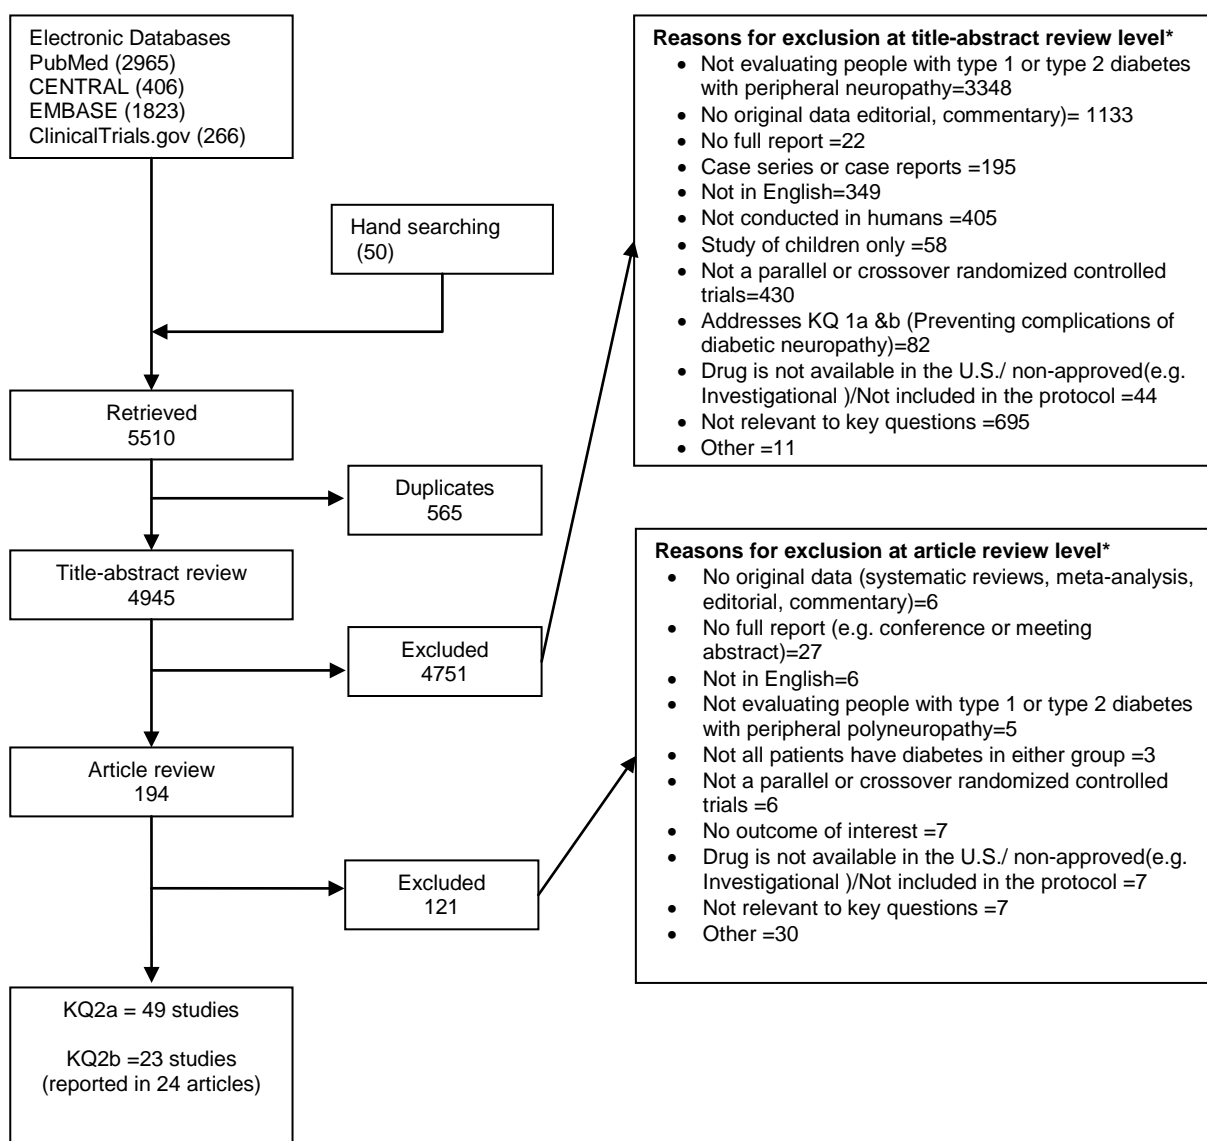 Electronic Databases
PubMed (2965)
CENTRAL (406)
EMBASE (1823)
ClinicalTrials.gov (266)
Hand searching
(50)
Retrieved
5510
Duplicates
565
Title-abstract review
4945
Excluded
4751
Article review
194
Excluded
121
KQ2a = 49 studies
KQ2b =23 studies
(reported in 24 articles)
Reasons for exclusion at title-abstract review level*
• Not evaluating people with type 1 or type 2 diabetes
with peripheral neuropathy=3348
• No original data editorial, commentary)= 1133
• No full report =22
• Case series or case reports =195
• Not in English=349
• Not conducted in humans =405
• Study of children only =58
• Not a parallel or crossover randomized controlled
trials=430
• Addresses KQ 1a &b (Preventing complications of
diabetic neuropathy)=82
• Drug is not available in the U.S./ non-approved(e.g.
Investigational )/Not included in the protocol =44
• Not relevant to key questions =695
• Other =11
Reasons for exclusion at article review level*
• No original data (systematic reviews, meta-analysis,
editorial, commentary)=6
• No full report (e.g. conference or meeting
abstract)=27
• Not in English=6
• Not evaluating people with type 1 or type 2 diabetes
with peripheral polyneuropathy=5
• Not all patients have diabetes in either group =3
• Not a parallel or crossover randomized controlled
trials =6
• No outcome of interest =7
• Drug is not available in the U.S./ non-approved(e.g.
Investigational )/Not included in the protocol =7
• Not relevant to key questions =7
• Other =30